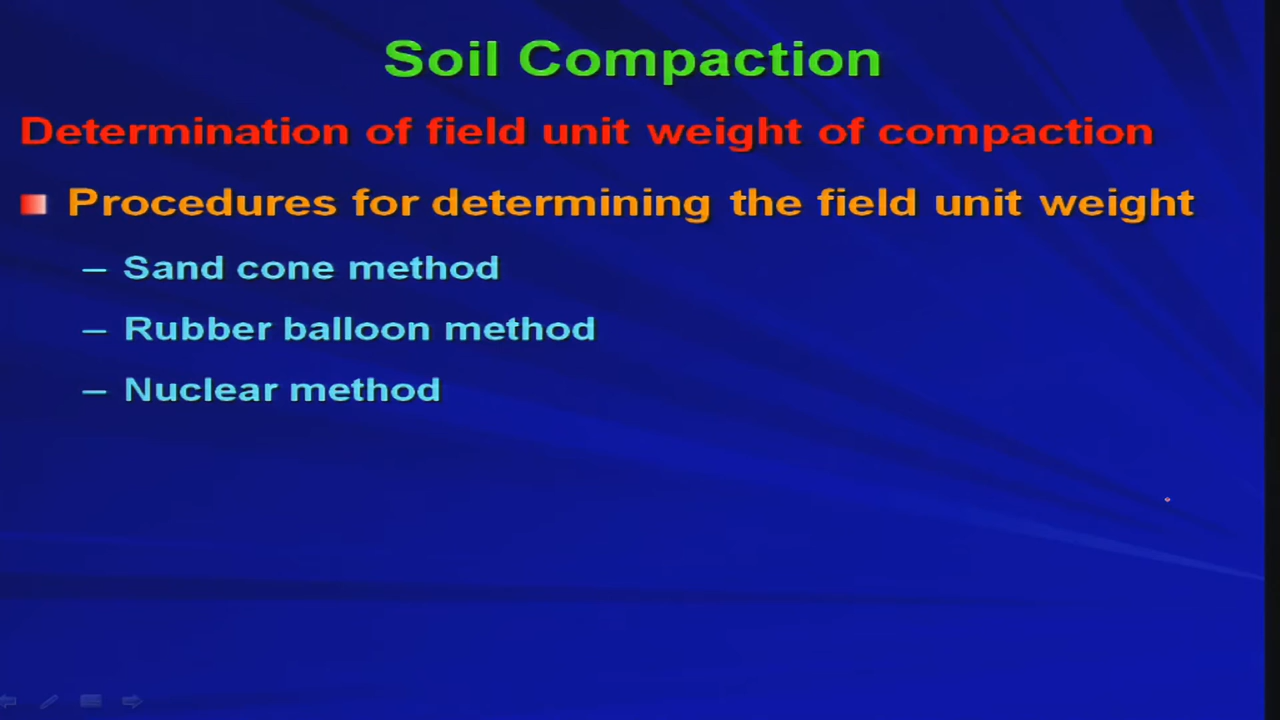 Soil Compaction
Determination of field unit weight of compaction
Procedures for determining the field unit weight
– Sand cone method
– Rubber balloon method
– Nuclear method